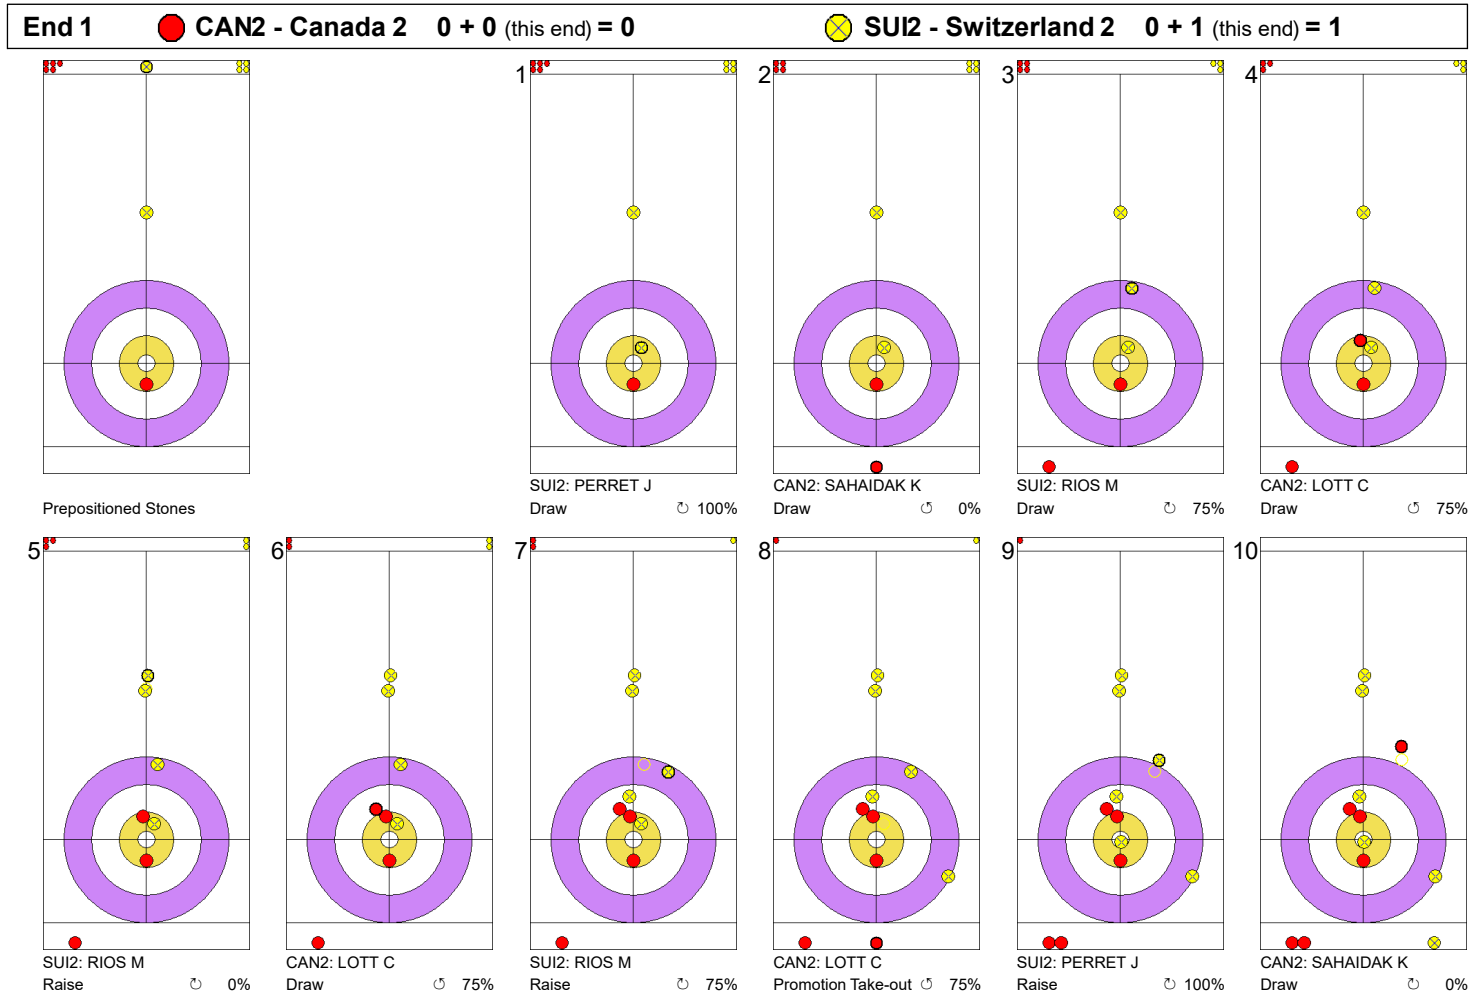 End 1 CAN2 - Canada 2 0 + 0 (this end) = 0 SUI2 - Switzerland 2 0 + 1 (this end) = 1
1 2 3 4
Prepositioned Stones
SUI2: PERRET J
Draw ↻ 100%
CAN2: SAHAIDAK K
Draw ↺ 0%
SUI2: RIOS M
Draw ↻ 75%
CAN2: LOTT C
Draw ↺ 75%
5 6 7 8 9 10
SUI2: RIOS M
Raise ↻ 0%
CAN2: LOTT C
Draw ↻ 75%
SUI2: RIOS M
Raise ↻ 75%
CAN2: LOTT C
Promotion Take-out ↺ 75%
SUI2: PERRET J
Raise ↻ 100%
CAN2: SAHAIDAK K
Draw ↻ 0%